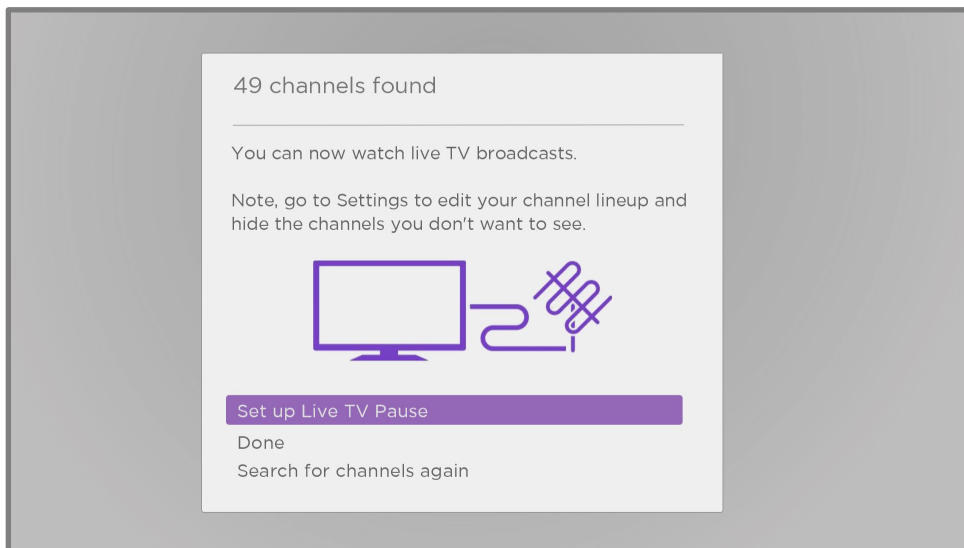 49 channels found
You can now watch live TV broadcasts.
Note, go to Settings to edit your channel lineup and
hide the channels you don't want to see.
Set up Live TV Pause
Done
Search for channels again